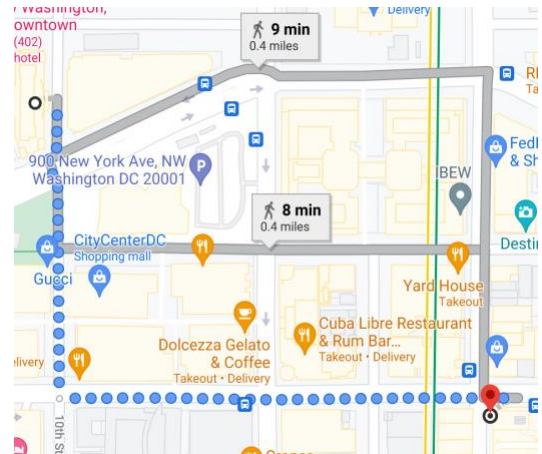 Washington,
owntown
(402)
hotel
Delivery
9 min
0.4 miles
900 New York Ave, NW
Washington DC 20001
P
IBEW
Fed
& Sh
Destin
8 min
0.4 miles
CityCenterDC
Shopping mall
Gucci
Yard House
Takeout
Cuba Libre Restaurant
& Rum Bar...
Takeout • Delivery
Dolcezza Gelato
& Coffee
Takeout • Delivery
elivery
10th St